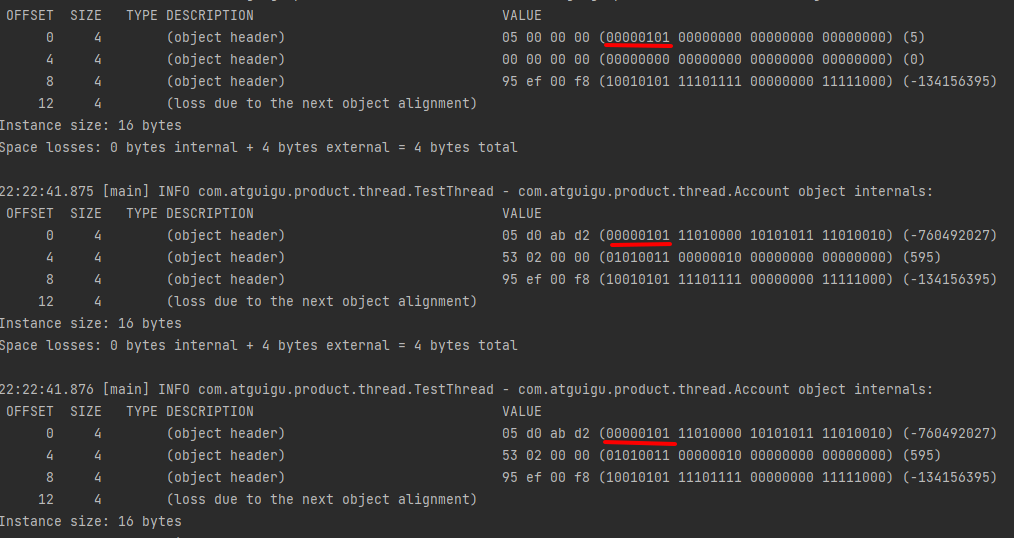 OFFSET  SIZE   TYPE DESCRIPTION                               VALUE
     0     4        (object header)                           05 00 00 00 (00000101 00000000 00000000 00000000) (5)
     4     4        (object header)                           00 00 00 00 (00000000 00000000 00000000 00000000) (0)
     8     4        (object header)                           95 ef 00 f8 (10010101 11101111 00000000 11111000) (-134156395)
    12     4        (loss due to the next object alignment)
Instance size: 16 bytes
Space losses: 0 bytes internal + 4 bytes external = 4 bytes total
22:22:41.875 [main] INFO com.atguigu.product.thread.TestThread - com.atguigu.product.thread.Account object internals:
OFFSET  SIZE   TYPE DESCRIPTION                               VALUE
     0     4        (object header)                           05 d0 ab d2 (00000101 11010000 10101011 11010010) (-760492027)
     4     4        (object header)                           53 02 00 00 (01010011 00000010 00000000 00000000) (595)
     8     4        (object header)                           95 ef 00 f8 (10010101 11101111 00000000 11111000) (-134156395)
    12     4        (loss due to the next object alignment)
Instance size: 16 bytes
Space losses: 0 bytes internal + 4 bytes external = 4 bytes total
22:22:41.876 [main] INFO com.atguigu.product.thread.TestThread - com.atguigu.product.thread.Account object internals:
OFFSET  SIZE   TYPE DESCRIPTION                               VALUE
     0     4        (object header)                           05 d0 ab d2 (00000101 11010000 10101011 11010010) (-760492027)
     4     4        (object header)                           53 02 00 00 (01010011 00000010 00000000 00000000) (595)
     8     4        (object header)                           95 ef 00 f8 (10010101 11101111 00000000 11111000) (-134156395)
    12     4        (loss due to the next object alignment)
Instance size: 16 bytes